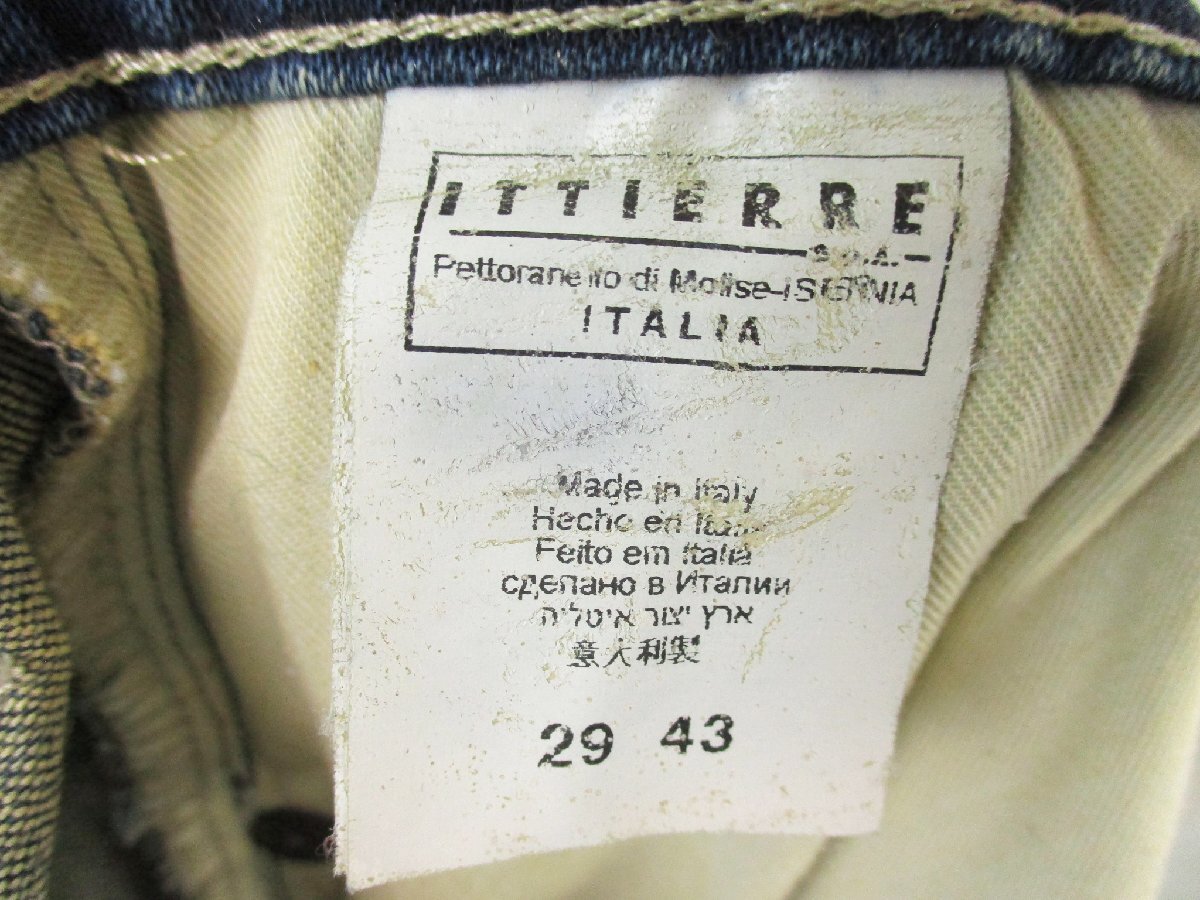 ITTIERRE
S.p.A.
Pettoranello di Molise-ISERNIA
ITALIA
Made in Italy
Hecho en Italia
Feito em Italia
сделано в Италии
ארץ יצור איטליה
意大利製
29 43